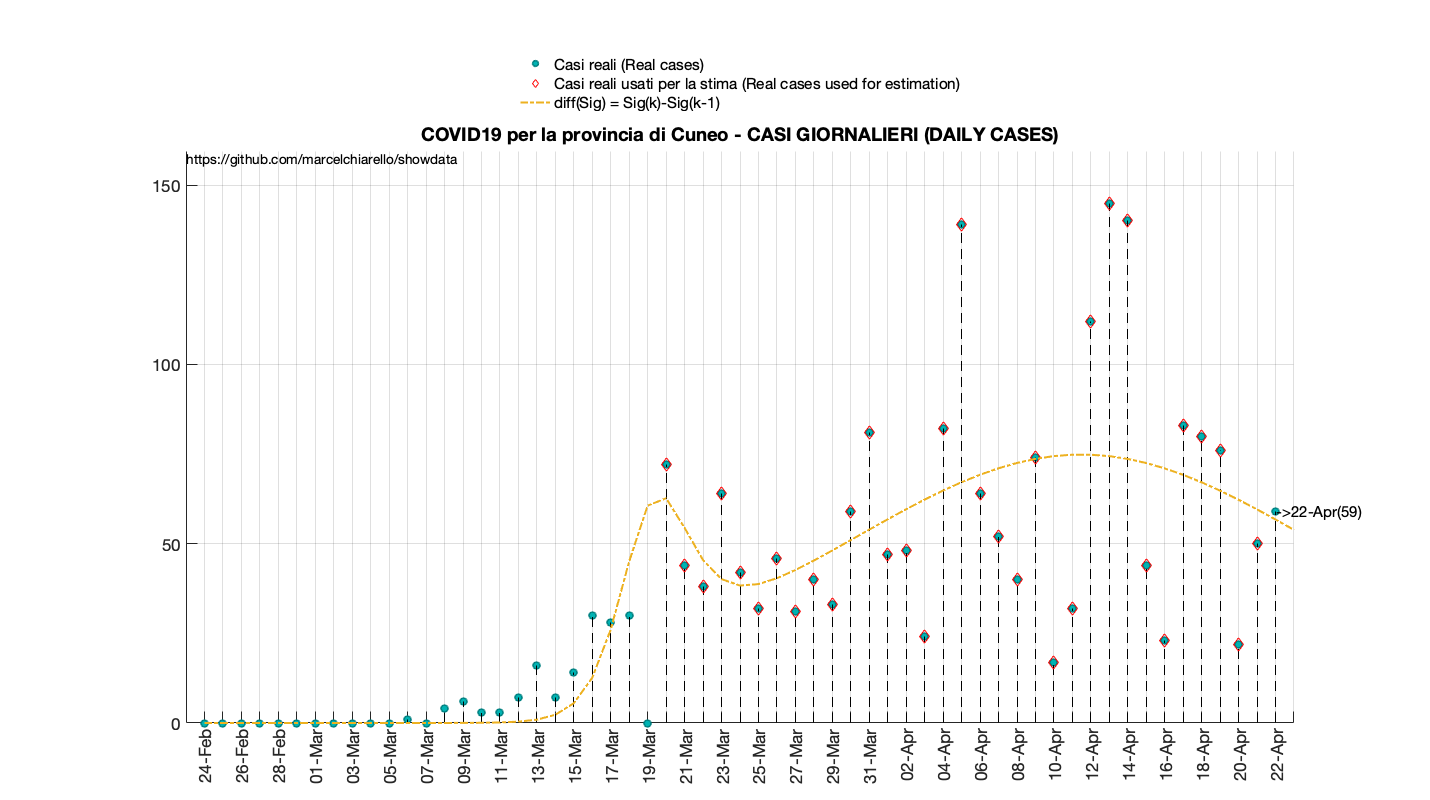 Casi reali (Real cases)
Casi reali usati per la stima (Real cases used for estimation)
diff(Sig) = Sig(k)-Sig(k-1)
COVID19 per la provincia di Cuneo - CASI GIORNALIERI (DAILY CASES)
https://github.com/marcelchiarello/showdata
150
100
50
0
->22-Apr(59)
24-Feb
26-Feb
28-Feb
01-Mar
03-Mar
05-Mar
07-Mar
09-Mar
11-Mar
13-Mar
15-Mar
17-Mar
19-Mar
21-Mar
23-Mar
25-Mar
27-Mar
29-Mar
31-Mar
02-Apr
04-Apr
06-Apr
08-Apr
10-Apr
12-Apr
14-Apr
16-Apr
18-Apr
20-Apr
22-Apr